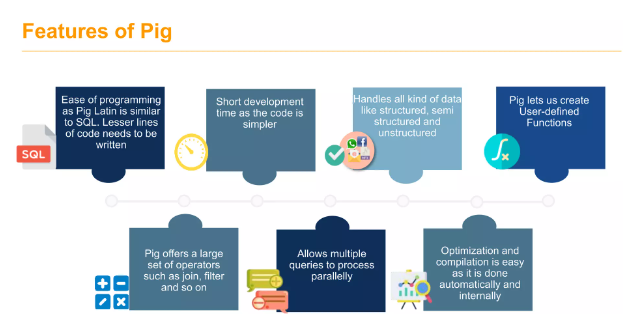 Features of Pig
Ease of programming
as Pig Latin is similar
to SQL. Lesser lines
of code needs to be
written
SQL
Short development
time as the code is
simpler
Handles all kind of data
like structured, semi
structured and
unstructured
Pig lets us create
User-defined
Functions
Pig offers a large
set of operators
such as join, filter
and so on
Allows multiple
queries to process
parallelly
Optimization and
compilation is easy
as it is done
automatically and
internally